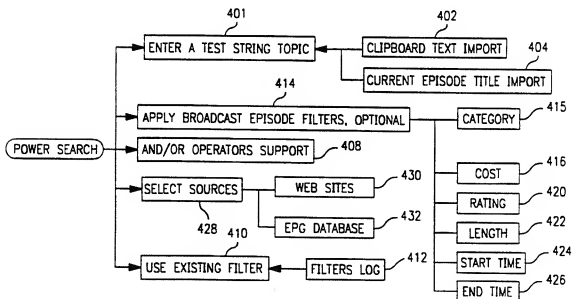 401
402
ENTER A TEST STRING TOPIC
CLIPBOARD TEXT IMPORT
404
CURRENT EPISODE TITLE IMPORT
414
APPLY BROADCAST EPISODE FILTERS, OPTIONAL
CATEGORY
415
POWER SEARCH
AND/OR OPERATORS SUPPORT
408
COST
416
SELECT SOURCES
428
WEB SITES
430
RATING
420
EPG DATABASE
432
LENGTH
422
410
USE EXISTING FILTER
FILTERS LOG
412
START TIME
424
END TIME
426